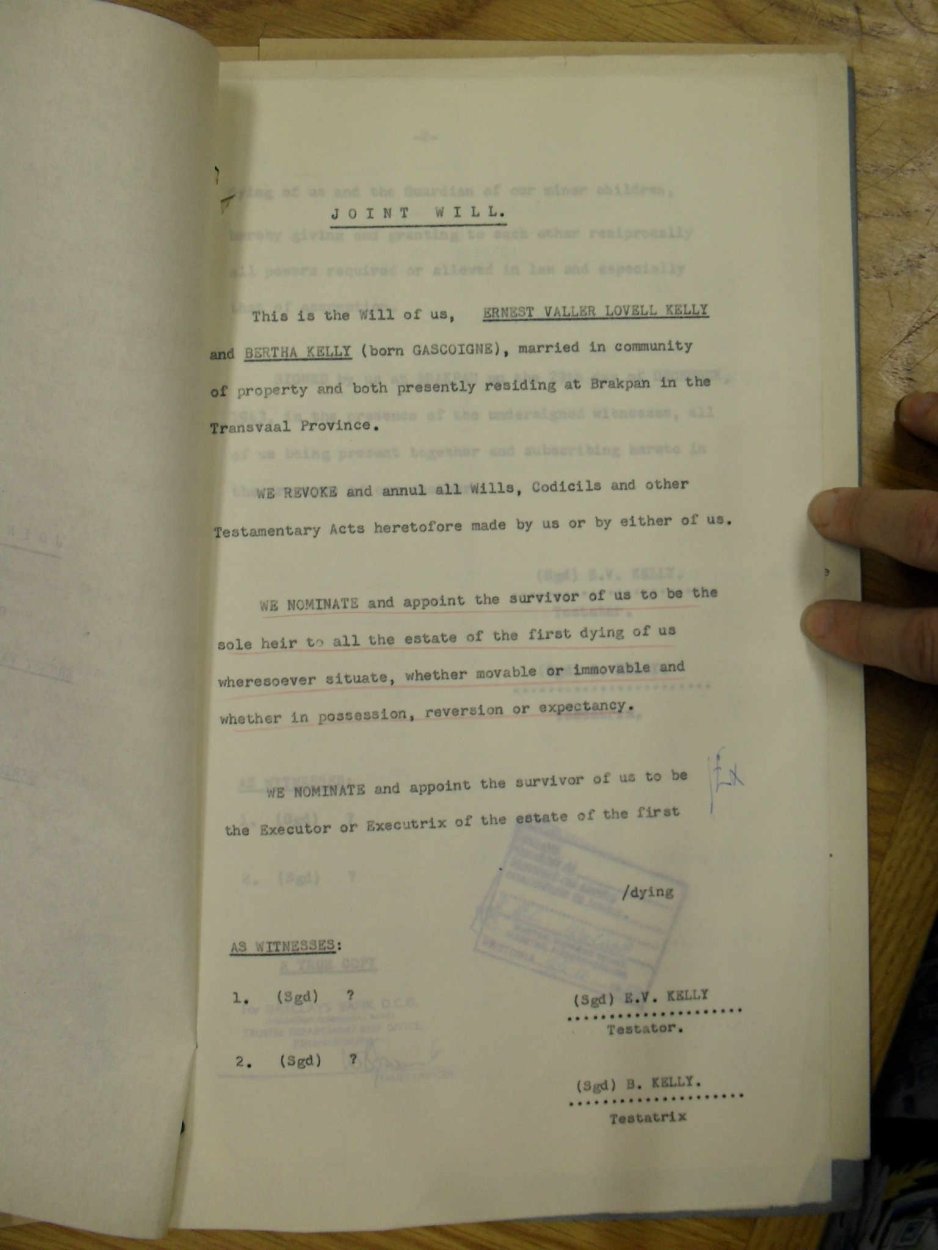 JOINT WILL.
This is the Will of us, ERNEST VALLER LOVELL KELLY
and BERTHA KELLY (born GASCOIGNE), married in community
of property and both presently residing at Brakpan in the
Transvaal Province.
WE REVOKE and annul all Wills, Codicils and other
Testamentary Acts heretofore made by us or by either of us.
WE NOMINATE and appoint the survivor of us to be the
sole heir to all the estate of the first dying of us
wheresoever situate, whether movable or immovable and
whether in possession, reversion or expectancy.
WE NOMINATE and appoint the survivor of us to be
the Executor or Executrix of the estate of the first
/dying
AS WITNESSES:
1. (Sgd) ?
(Sgd) E.V. KELLY
Testator.
2. (Sgd) ?
(Sgd) B. KELLY.
Testatrix